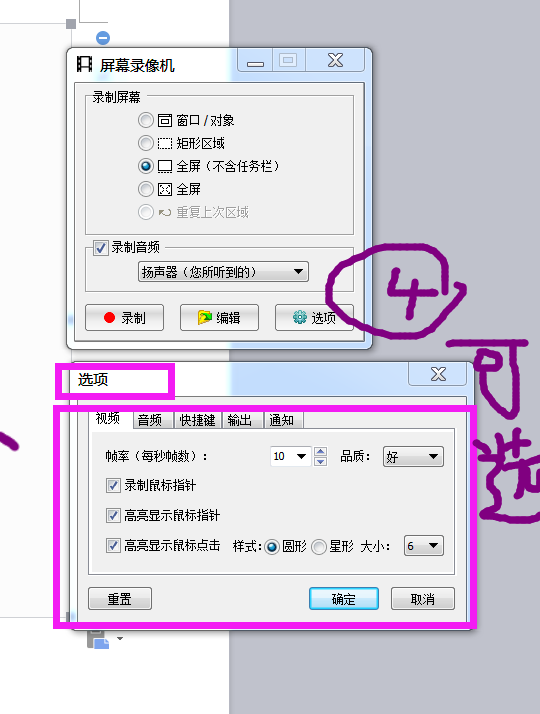 屏幕录像机
录制屏幕
窗口 / 对象
矩形区域
全屏（不含任务栏）
全屏
重复上次区域
录制音频
扬声器（您所听到的）
录制 编辑 选项
④
可
选
选项
视频 音频 快捷键 输出 通知
帧率（每秒帧数）： 10 品质： 好
录制鼠标指针
高亮显示鼠标指针
高亮显示鼠标点击 样式: 圆形 星形 大小: 6
重置 确定 取消